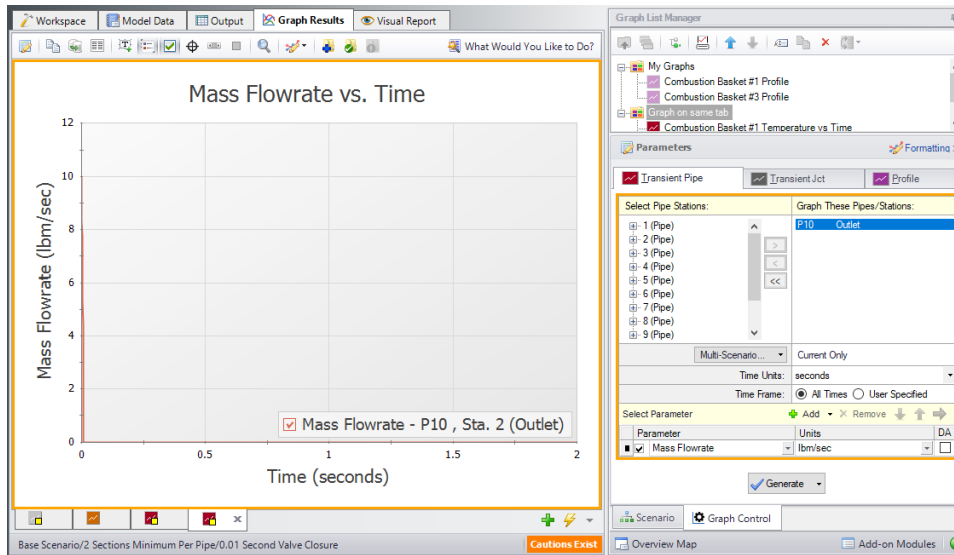 Workspace Model Data Output Graph Results Visual Report
What Would You Like to Do?
Mass Flowrate vs. Time
12
10
8
6
4
2
0
Mass Flowrate (lbm/sec)
Mass Flowrate - P10 , Sta. 2 (Outlet)
0 0.5 1 1.5 2
Time (seconds)
Base Scenario/2 Sections Minimum Per Pipe/0.01 Second Valve Closure Cautions Exist
Graph List Manager
My Graphs
Combustion Basket #1 Profile
Combustion Basket #3 Profile
Graph on same tab
Combustion Basket #1 Temperature vs Time
Parameters Formatting
Transient Pipe Transient Jct Profile
Select Pipe Stations: Graph These Pipes/Stations:
1 (Pipe) P10 Outlet
2 (Pipe)
3 (Pipe)
4 (Pipe)
5 (Pipe)
6 (Pipe)
7 (Pipe)
8 (Pipe)
9 (Pipe)
> 
<
<<
Multi-Scenario... Current Only
Time Units: seconds
Time Frame: All Times User Specified
Select Parameter Add Remove
Parameter Units DA
Mass Flowrate lbm/sec
Generate
Scenario Graph Control
Overview Map Add-on Modules